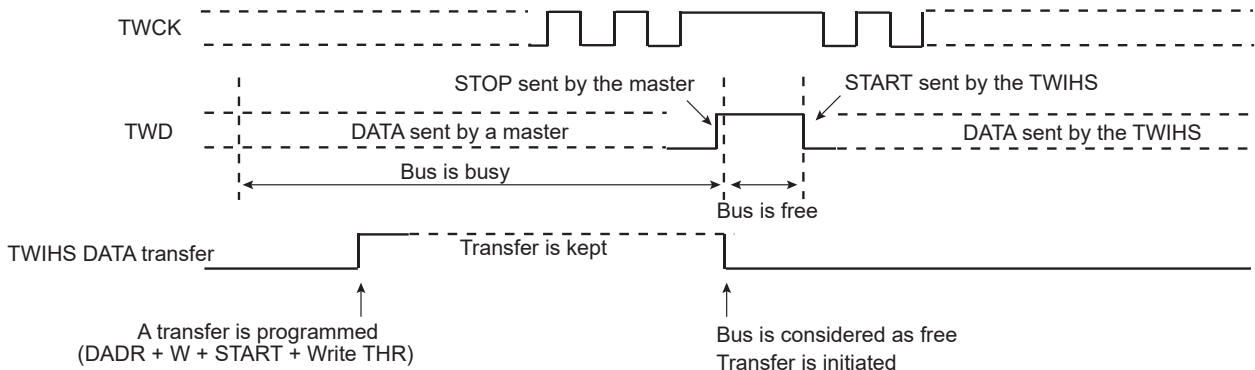 TWCK
STOP sent by the master
START sent by the TWIHS
TWD
DATA sent by a master
DATA sent by the TWIHS
Bus is busy
Bus is free
TWIHS DATA transfer
Transfer is kept
A transfer is programmed
(DADR + W + START + Write THR)
Bus is considered as free
Transfer is initiated